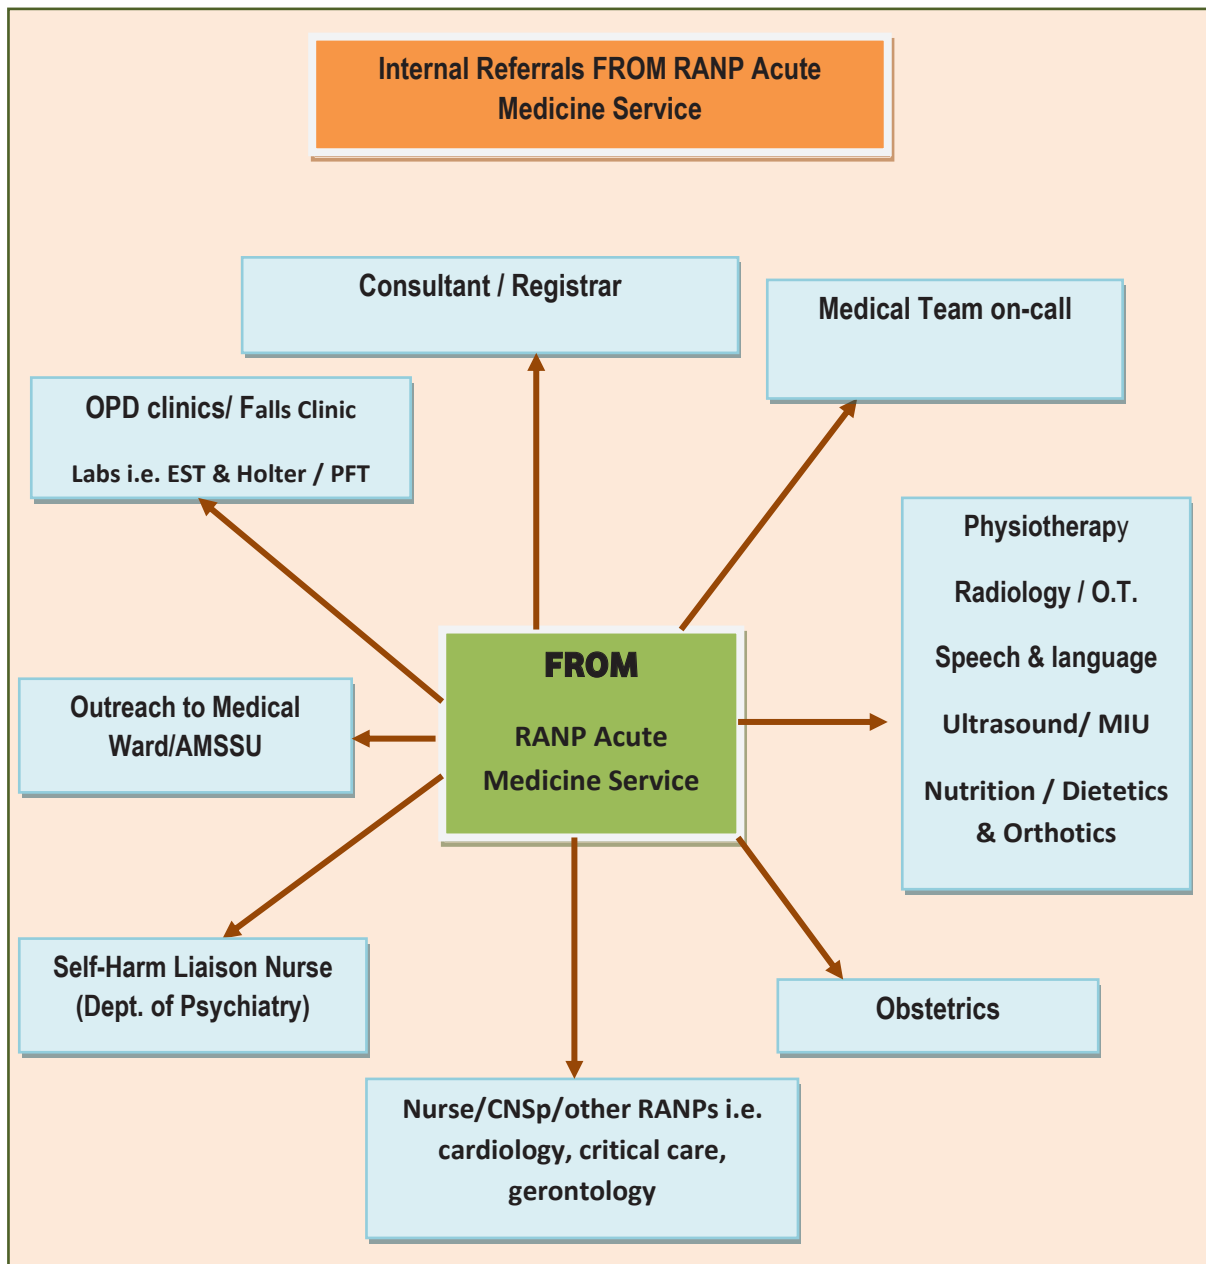 Internal Referrals FROM RANP Acute
Medicine Service
Consultant / Registrar
Medical Team on-call
OPD clinics/ Falls Clinic
Labs i.e. EST & Holter / PFT
Physiotherapy
Radiology / O.T.
Speech & language
Ultrasound/ MIU
Nutrition / Dietetics
& Orthotics
FROM
RANP Acute
Medicine Service
Outreach to Medical
Ward/AMSSU
Self-Harm Liaison Nurse
(Dept. of Psychiatry)
Obstetrics
Nurse/CNSp/other RANPs i.e.
cardiology, critical care,
gerontology